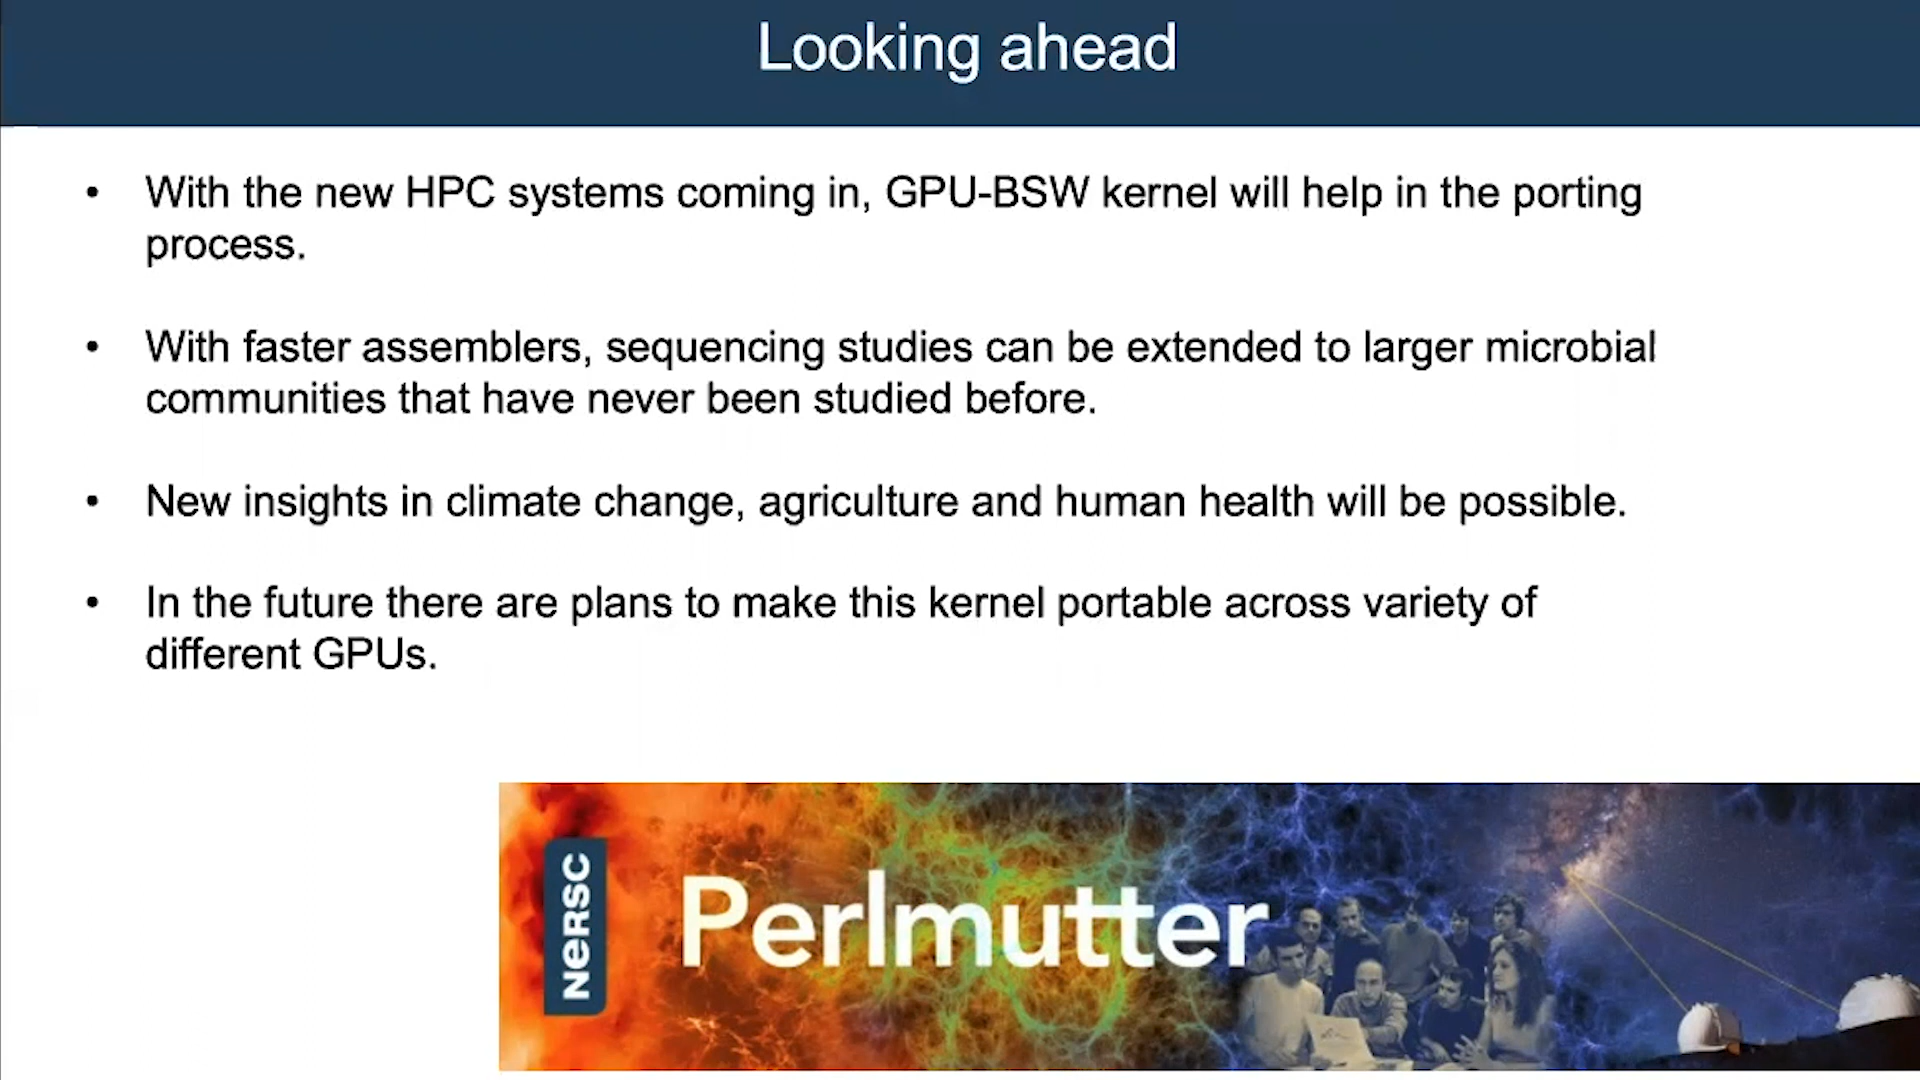 Looking ahead
• With the new HPC systems coming in, GPU-BSW kernel will help in the porting
process.
• With faster assemblers, sequencing studies can be extended to larger microbial
communities that have never been studied before.
• New insights in climate change, agriculture and human health will be possible.
• In the future there are plans to make this kernel portable across variety of
different GPUs.
NERSC
Perlmutter